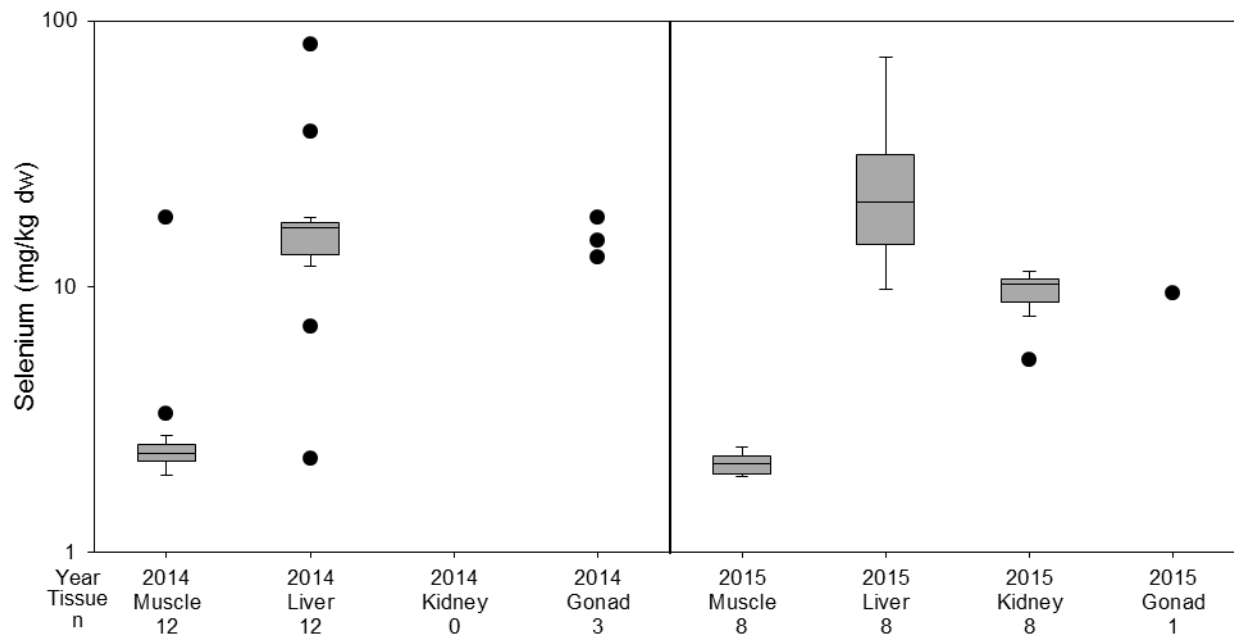 100
10
1
Selenium (mg/kg dw)
Year 2014 2014 2014 2014 2015 2015 2015 2015
Tissue Muscle Liver Kidney Gonad Muscle Liver Kidney Gonad
n 12 12 0 3 8 8 8 1